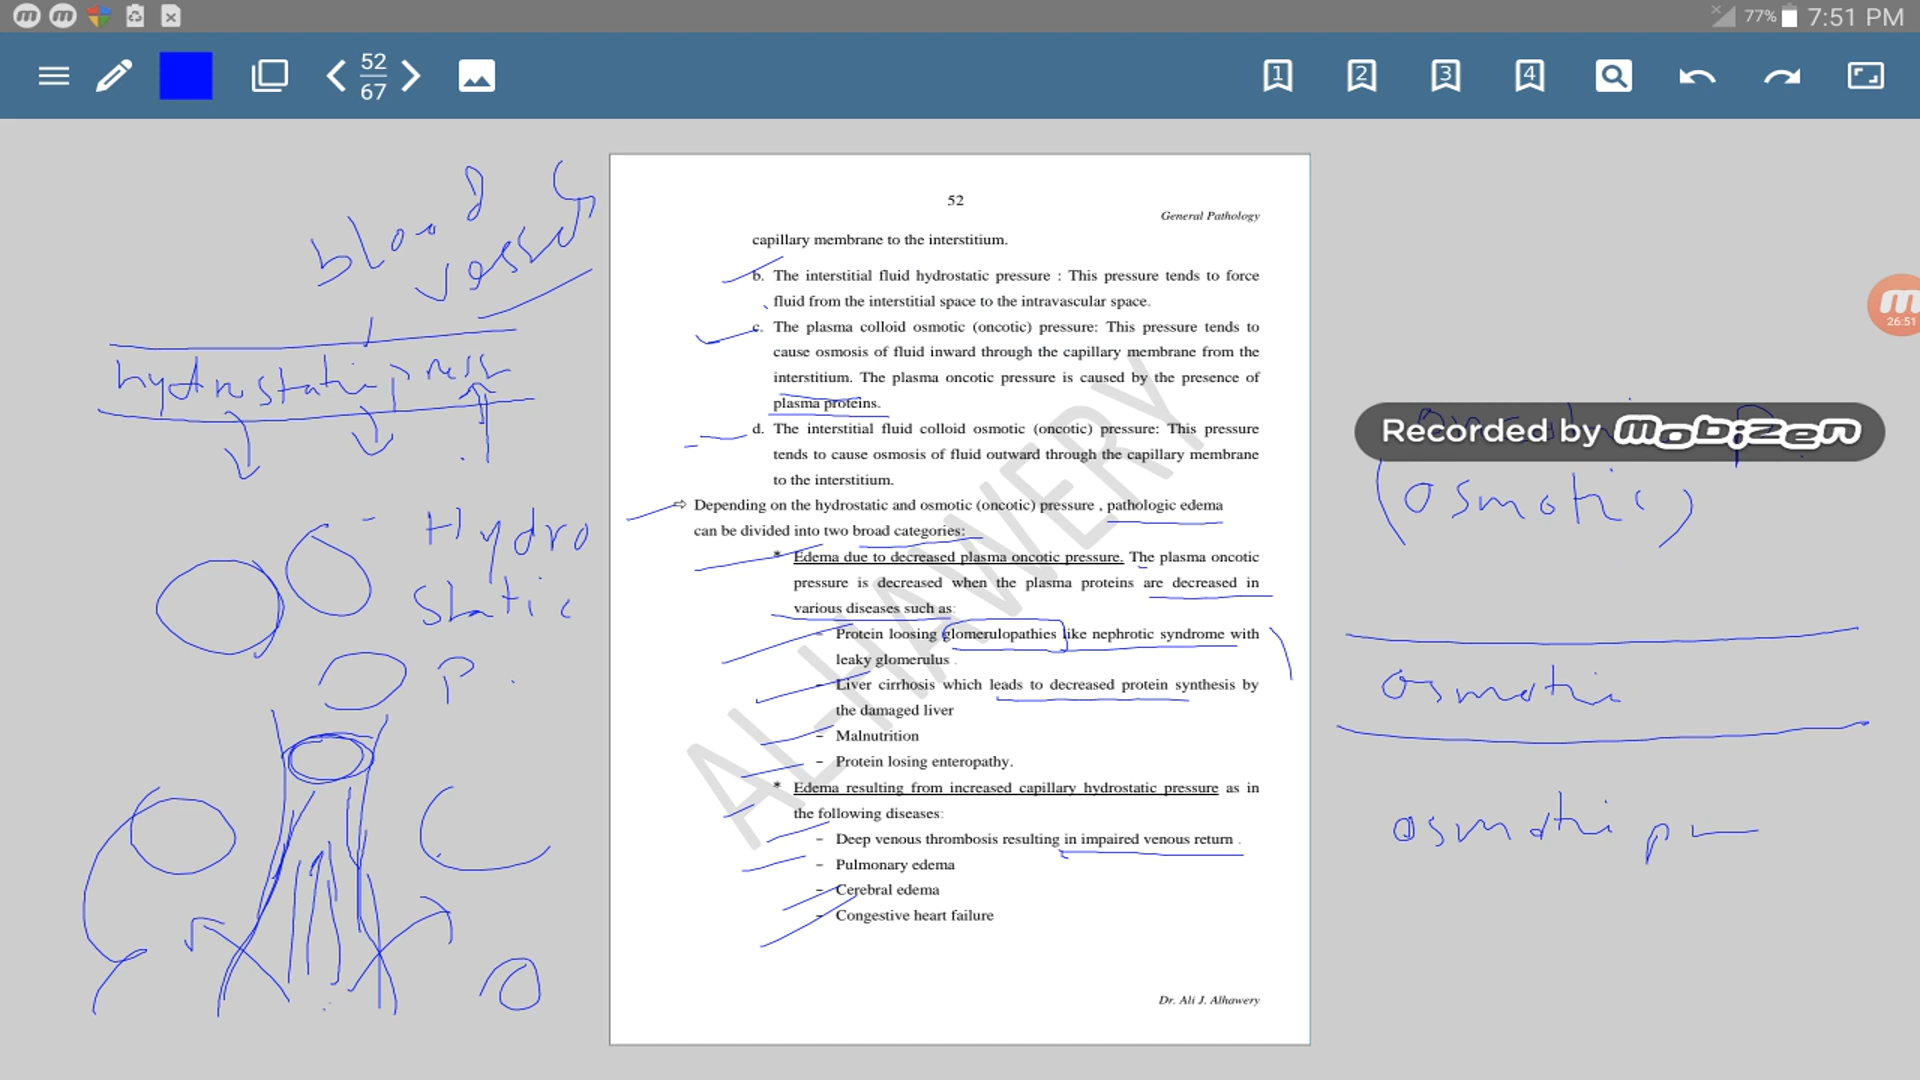 77% 7:51 PM
52
67
1 2 3 4
52
General Pathology
capillary membrane to the interstitium.
b. The interstitial fluid hydrostatic pressure : This pressure tends to force
fluid from the interstitial space to the intravascular space.
c. The plasma colloid osmotic (oncotic) pressure: This pressure tends to
cause osmosis of fluid inward through the capillary membrane from the
interstitium. The plasma oncotic pressure is caused by the presence of
plasma proteins.
d. The interstitial fluid colloid osmotic (oncotic) pressure: This pressure
tends to cause osmosis of fluid outward through the capillary membrane
to the interstitium.
⇨ Depending on the hydrostatic and osmotic (oncotic) pressure , pathologic edema
can be divided into two broad categories:
* Edema due to decreased plasma oncotic pressure. The plasma oncotic
pressure is decreased when the plasma proteins are decreased in
various diseases such as:
- Protein loosing glomerulopathies like nephrotic syndrome with
leaky glomerulus .
- Liver cirrhosis which leads to decreased protein synthesis by
the damaged liver
- Malnutrition
- Protein losing enteropathy.
* Edema resulting from increased capillary hydrostatic pressure as in
the following diseases:
- Deep venous thrombosis resulting in impaired venous return .
- Pulmonary edema
- Cerebral edema
- Congestive heart failure
Dr. Ali J. Alhawery
AL-HAWERY
blood
vessel
hydrostatic press
Hydro
static
P.
Recorded by mobizen
26:51
(osmotic)
osmotic
osmotic